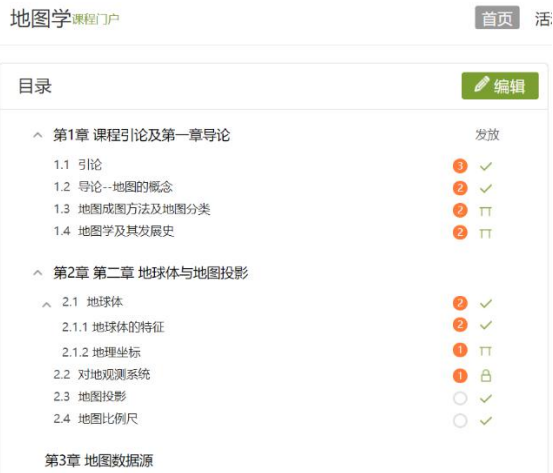 地图学课程门户 首页 活
目录 编辑
第1章 课程引论及第一章导论 发放
1.1 引论 3
1.2 导论--地图的概念 2
1.3 地图成图方法及地图分类 2
1.4 地图学及其发展史 2
第2章 第二章 地球体与地图投影
2.1 地球体 2
2.1.1 地球体的特征 2
2.1.2 地理坐标 1
2.2 对地观测系统 1
2.3 地图投影
2.4 地图比例尺
第3章 地图数据源